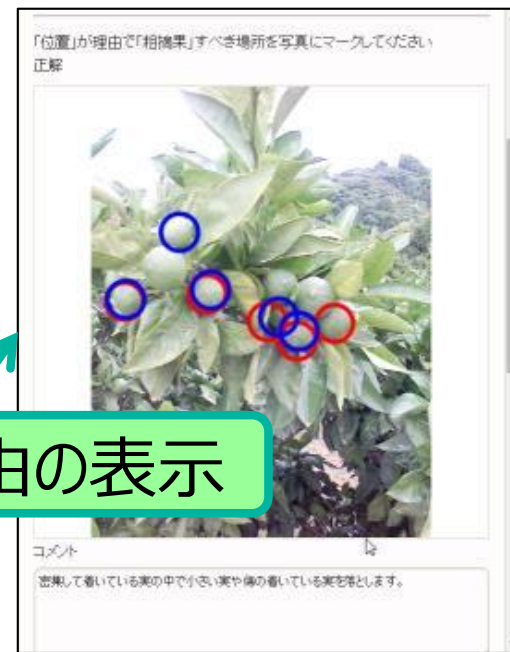 「位置」が理由で「粗摘果」すべき場所を写真にマークしてください
正解
由の表示
コメント
密集して着いている実の中で小さい実や傷の着いている実を落とします。